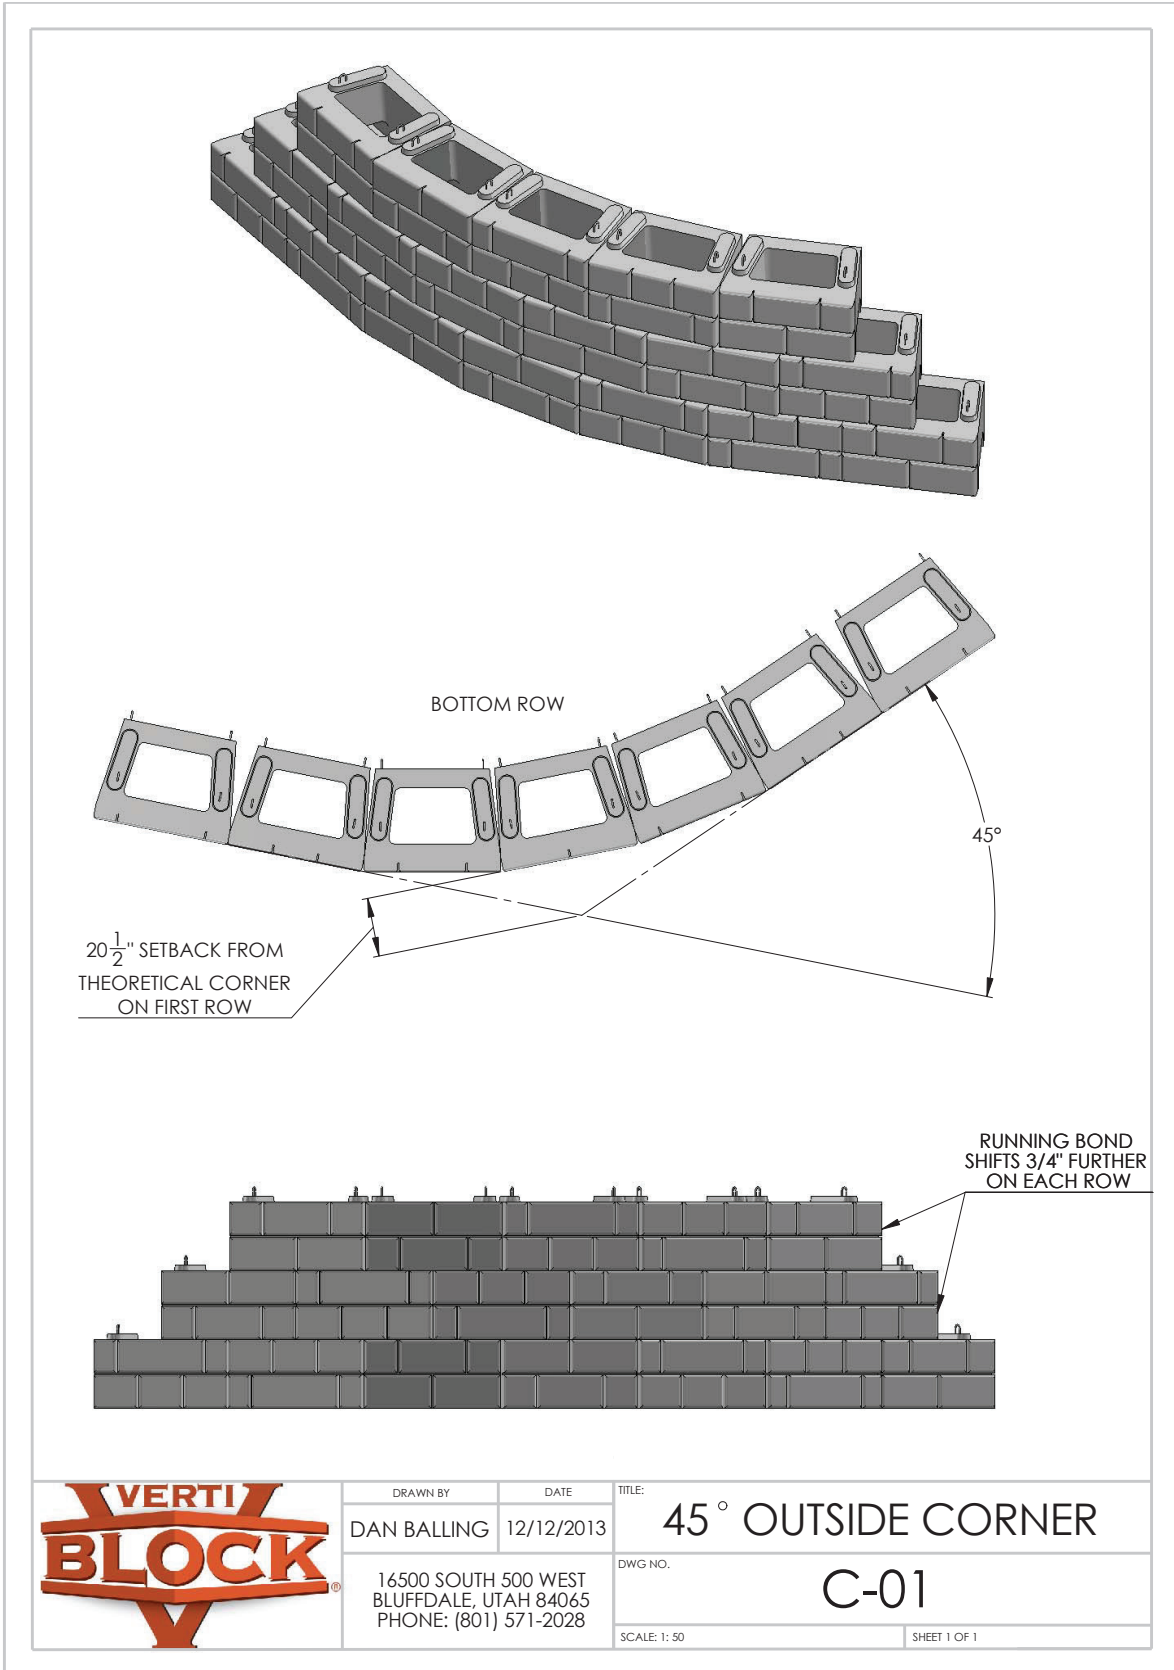 BOTTOM ROW
45°
20 1/2" SETBACK FROM
THEORETICAL CORNER
ON FIRST ROW
RUNNING BOND
SHIFTS 3/4" FURTHER
ON EACH ROW
VERTI
BLOCK
®
DRAWN BY
DATE
DAN BALLING
12/12/2013
16500 SOUTH 500 WEST
BLUFFDALE, UTAH 84065
PHONE: (801) 571-2028
TITLE:
45° OUTSIDE CORNER
DWG NO.
C-01
SCALE: 1: 50
SHEET 1 OF 1